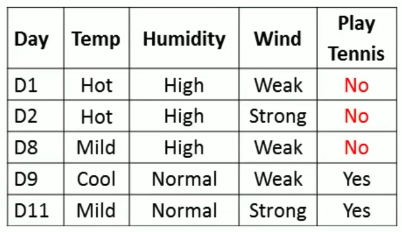 Day Temp Humidity Wind Play Tennis
D1 Hot High Weak No
D2 Hot High Strong No
D8 Mild High Weak No
D9 Cool Normal Weak Yes
D11 Mild Normal Strong Yes